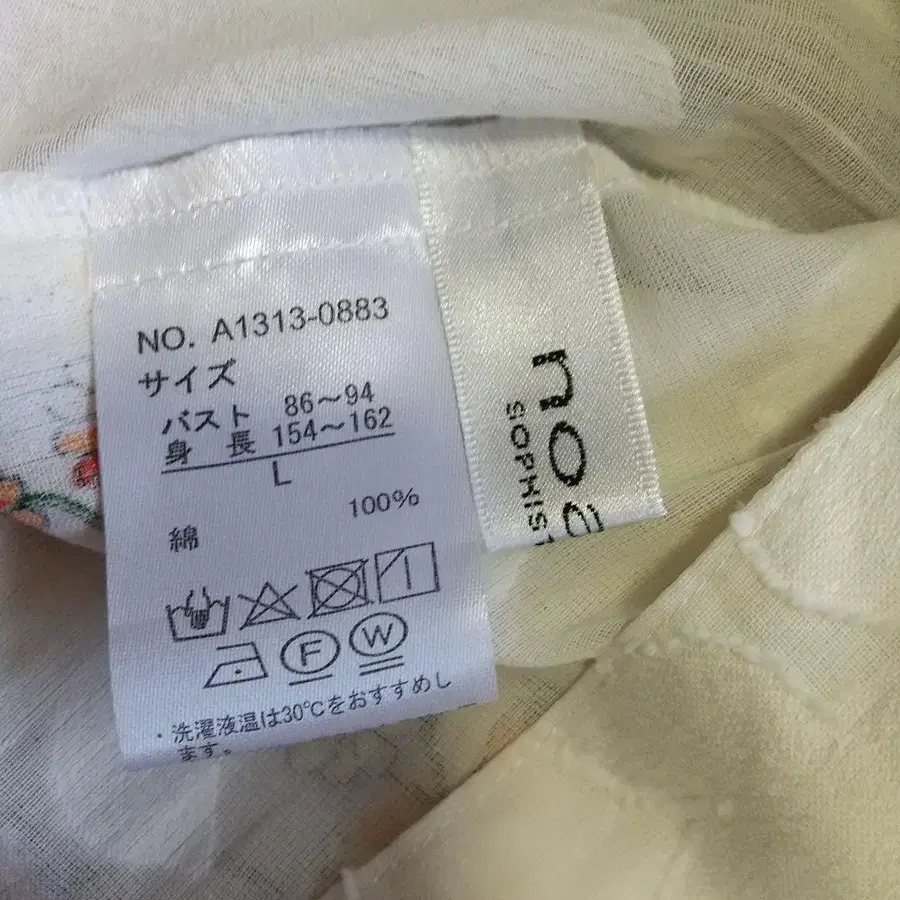 NO. A1313-0883
サイズ
バスト 86～94
身 長 154～162
L
100%
綿
F
W
・洗濯液温は30℃をおすすめし
ます。
noa
SOPHIST